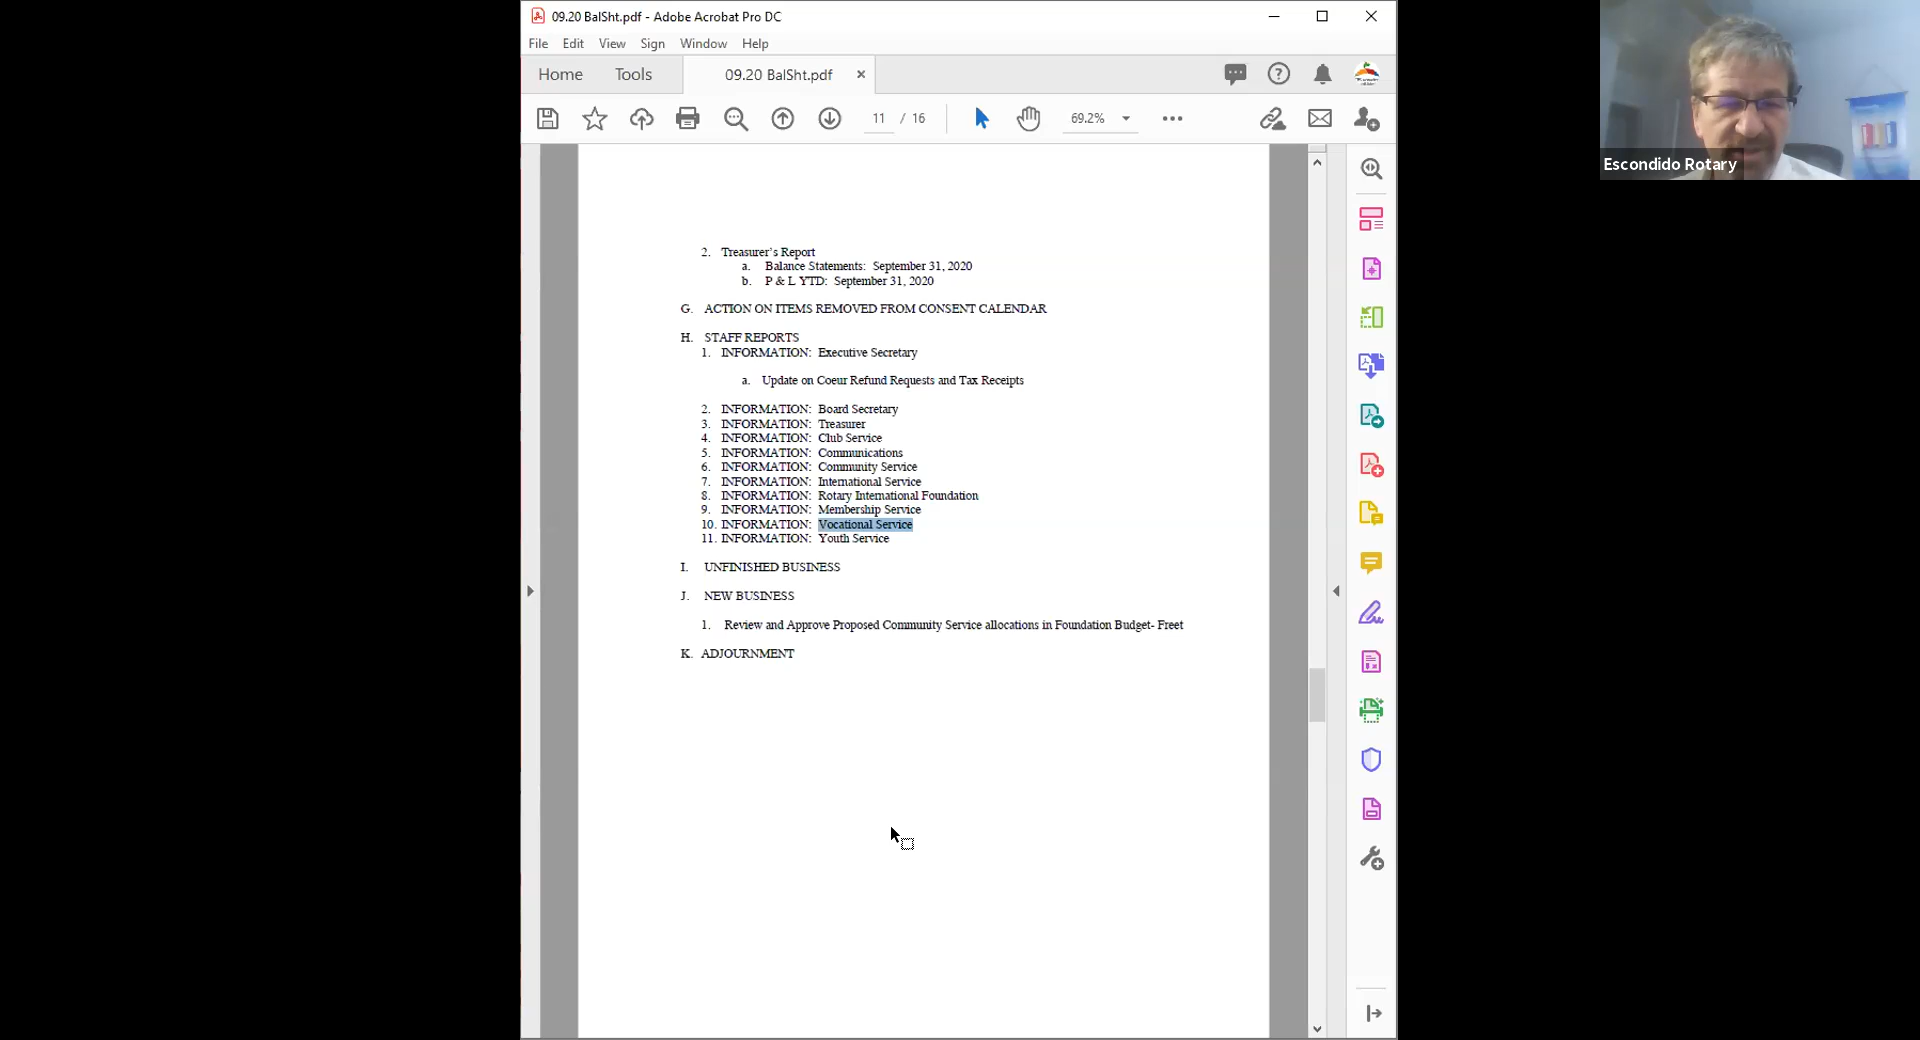 09.20 BalSht.pdf - Adobe Acrobat Pro DC
File Edit View Sign Window Help
Home Tools 09.20 BalSht.pdf
11 / 16 69.2%
2. Treasurer's Report
a. Balance Statements: September 31, 2020
b. P & L YTD: September 31, 2020
G. ACTION ON ITEMS REMOVED FROM CONSENT CALENDAR
H. STAFF REPORTS
1. INFORMATION: Executive Secretary
a. Update on Coeur Refund Requests and Tax Receipts
2. INFORMATION: Board Secretary
3. INFORMATION: Treasurer
4. INFORMATION: Club Service
5. INFORMATION: Communications
6. INFORMATION: Community Service
7. INFORMATION: International Service
8. INFORMATION: Rotary International Foundation
9. INFORMATION: Membership Service
10. INFORMATION: Vocational Service
11. INFORMATION: Youth Service
I. UNFINISHED BUSINESS
J. NEW BUSINESS
1. Review and Approve Proposed Community Service allocations in Foundation Budget- Freet
K. ADJOURNMENT
Escondido Rotary